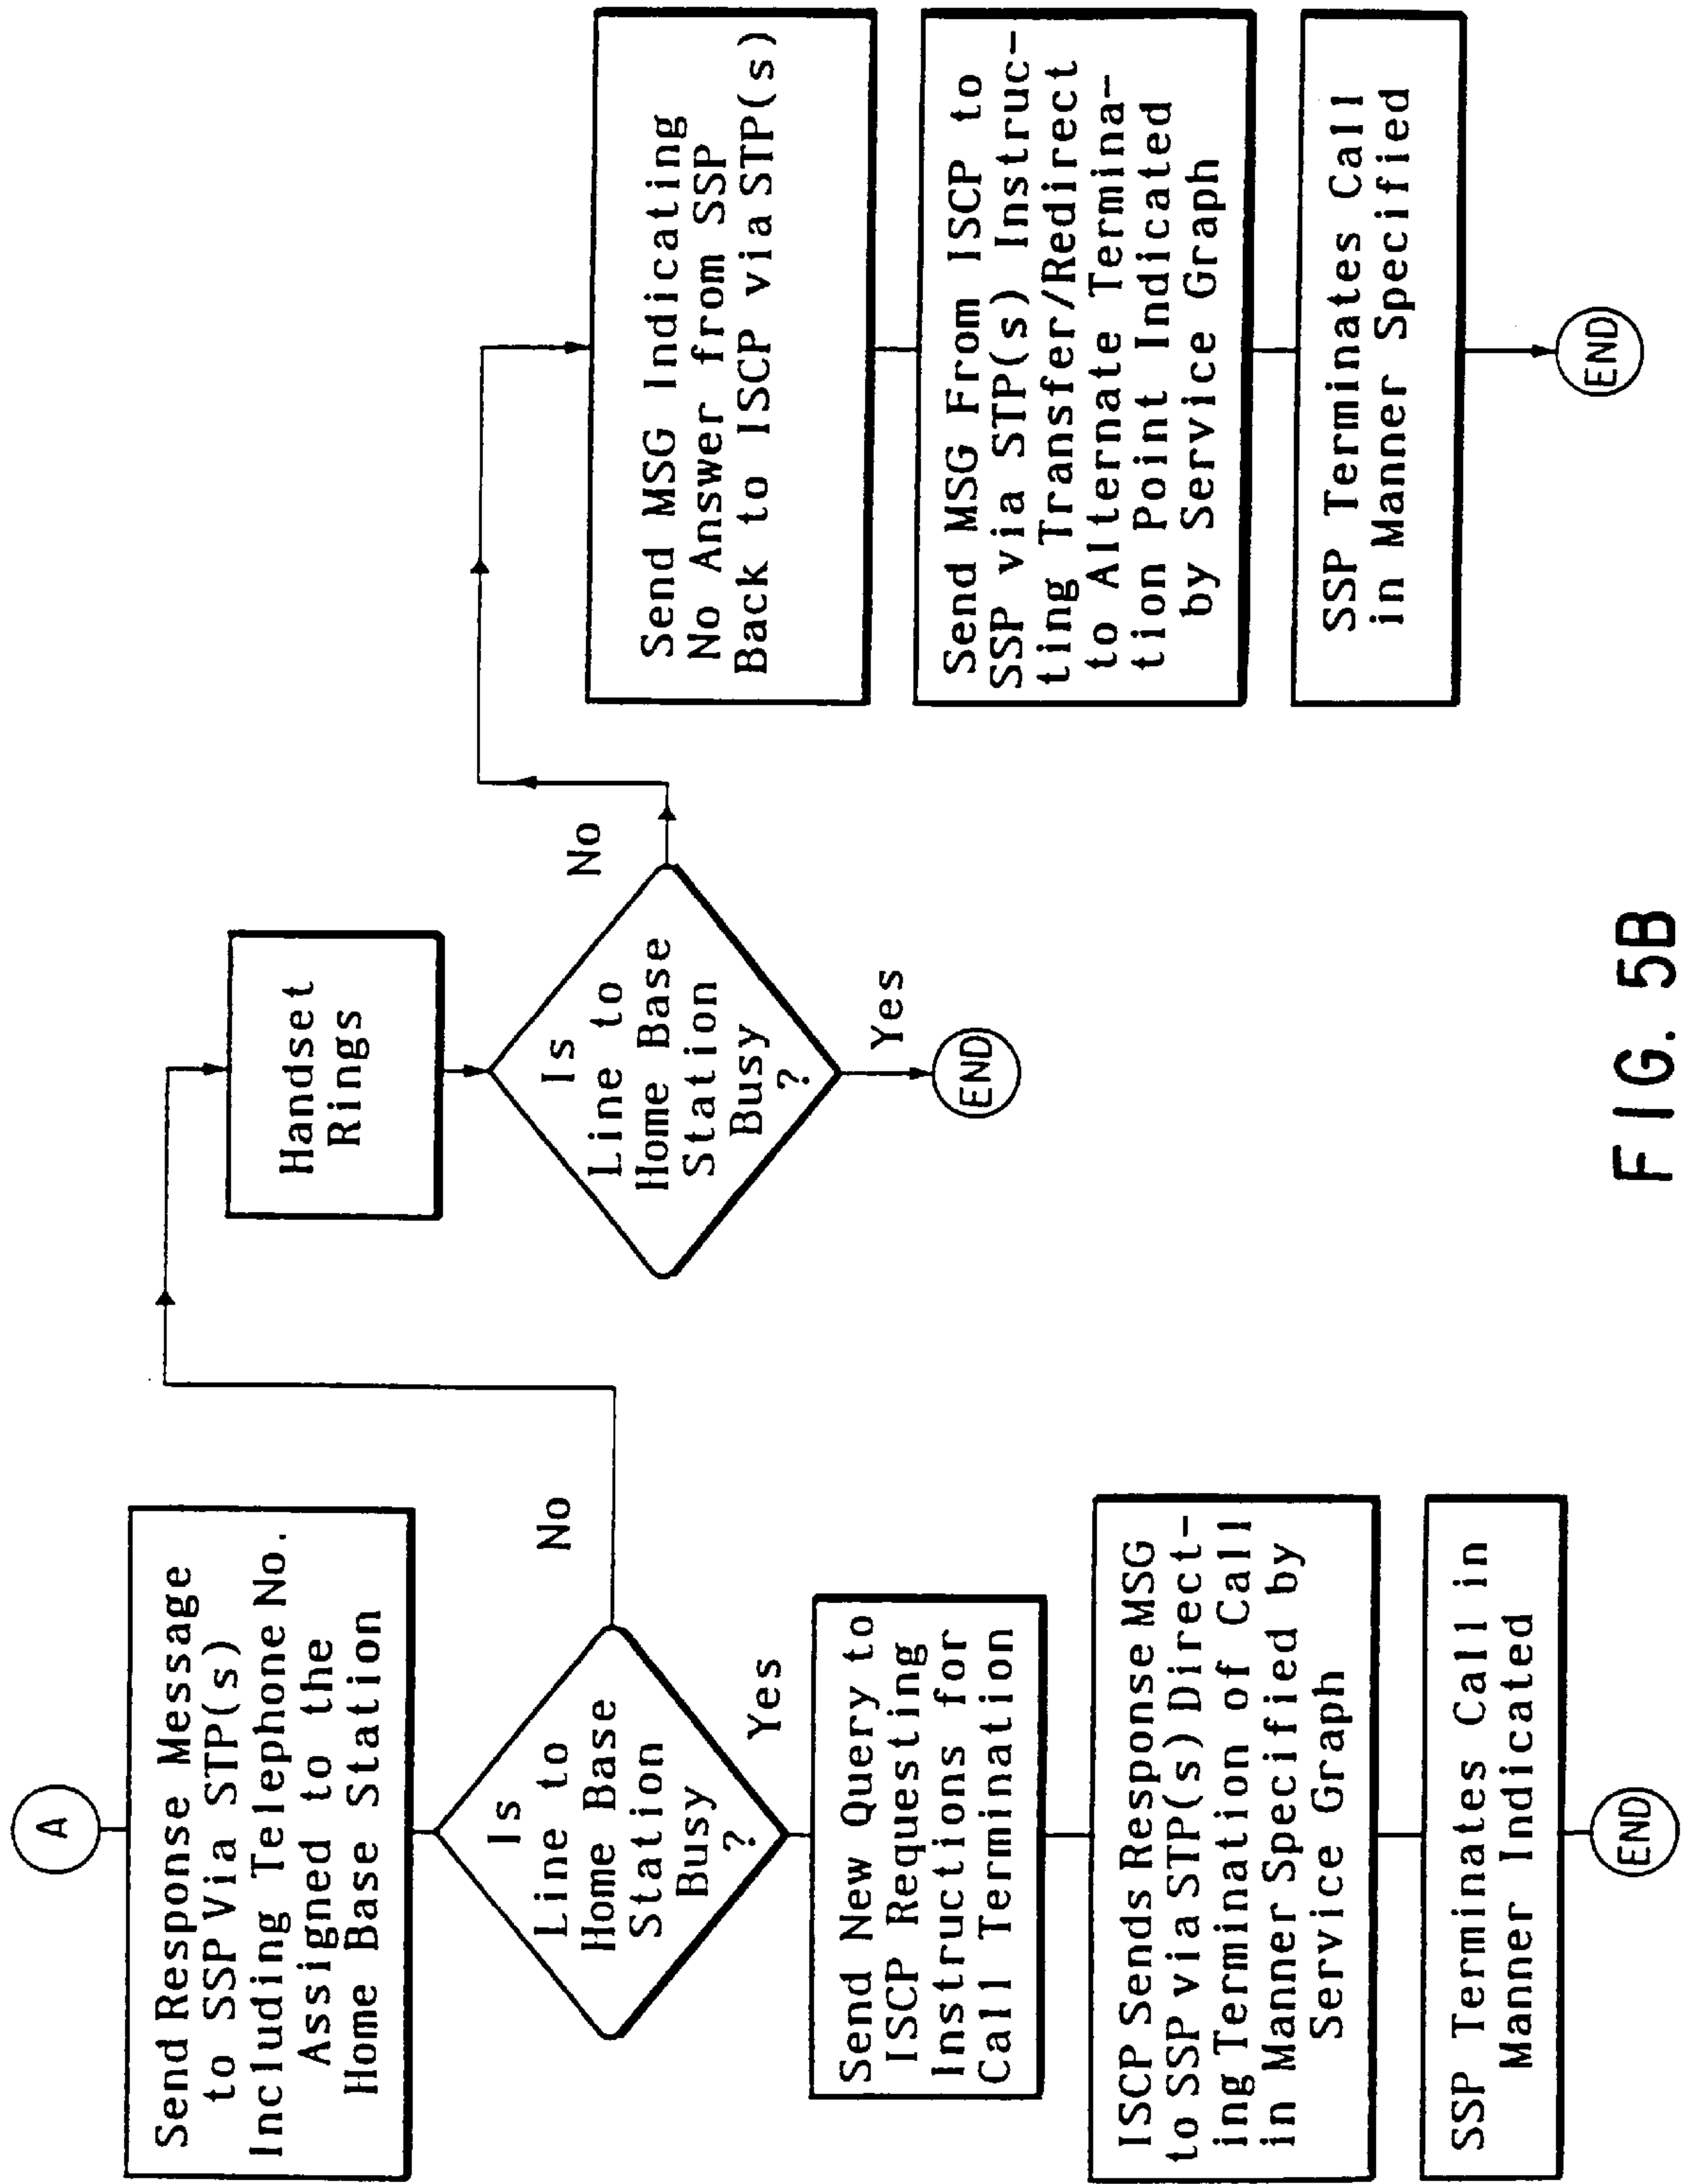 A
Send Response Message
to SSP Via STP(s)
Including Telephone No.
Assigned to the
Home Base Station
Is
Line to
Home Base
Station
Busy
?
No
Yes
Send New Query to
ISCP Requesting
Instructions for
Call Termination
ISCP Sends Response MSG
to SSP via STP(s) Direct-
ing Termination of Call
in Manner Specified by
Service Graph
SSP Terminates Call in
Manner Indicated
END
Handset
Rings
Is
Line to
Home Base
Station
Busy
?
No
Yes
END
Send MSG Indicating
No Answer from SSP
Back to ISCP via STP(s)
Send MSG From ISCP to
SSP via STP(s) Instruc-
ting Transfer/Redirect
to Alternate Termina-
tion Point Indicated
by Service Graph
SSP Terminates Call
in Manner Specified
END
FIG. 5B